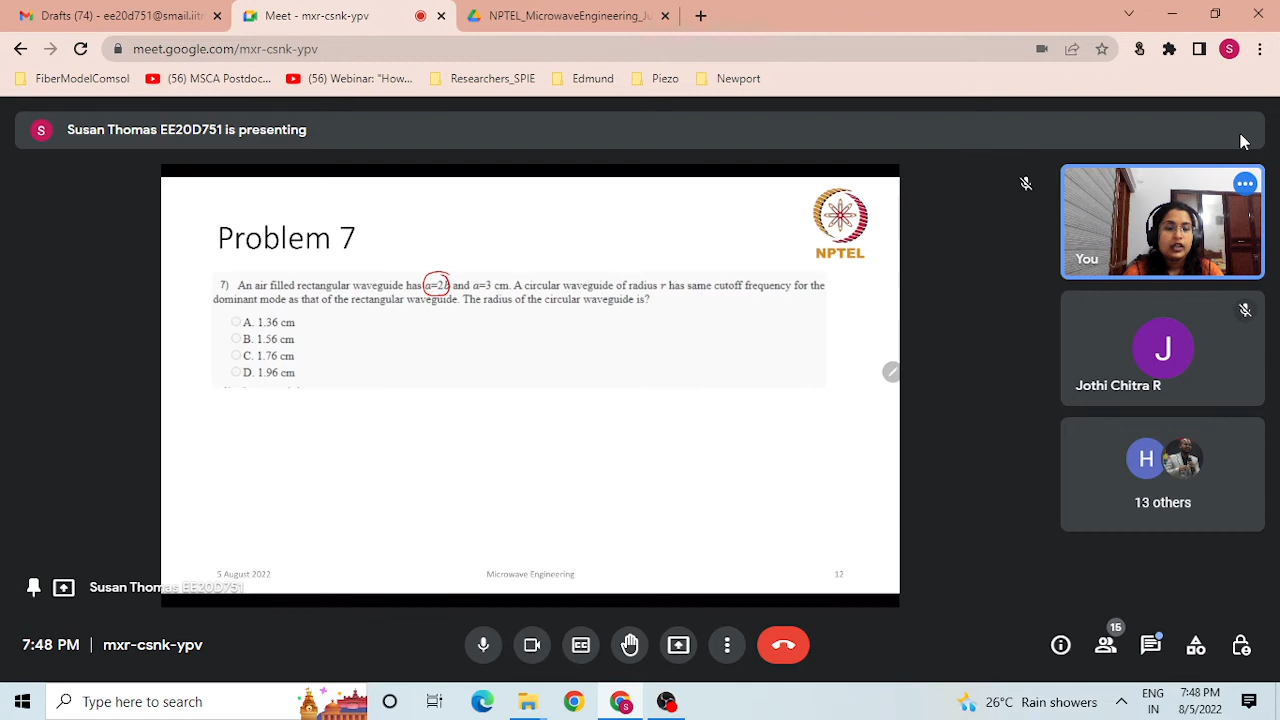 Drafts (74) - ee20d751@smail.iitm
Meet - mxr-csnk-ypv
NPTEL_MicrowaveEngineering_Ju
meet.google.com/mxr-csnk-ypv
FiberModelComsol
(56) MSCA Postdoc...
(56) Webinar: "How...
Researchers_SPIE
Edmund
Piezo
Newport
S
S
Susan Thomas EE20D751 is presenting
Problem 7
NPTEL
7) An air filled rectangular waveguide has a=2b and a=3 cm. A circular waveguide of radius r has same cutoff frequency for the
dominant mode as that of the rectangular waveguide. The radius of the circular waveguide is?
A. 1.36 cm
B. 1.56 cm
C. 1.76 cm
D. 1.96 cm
5 August 2022
Microwave Engineering
12
You
J
Jothi Chitra R
H
13 others
Susan Thomas EE20D751
7:48 PM | mxr-csnk-ypv
CC
15
Type here to search
26°C Rain showers
ENG
IN
7:48 PM
8/5/2022